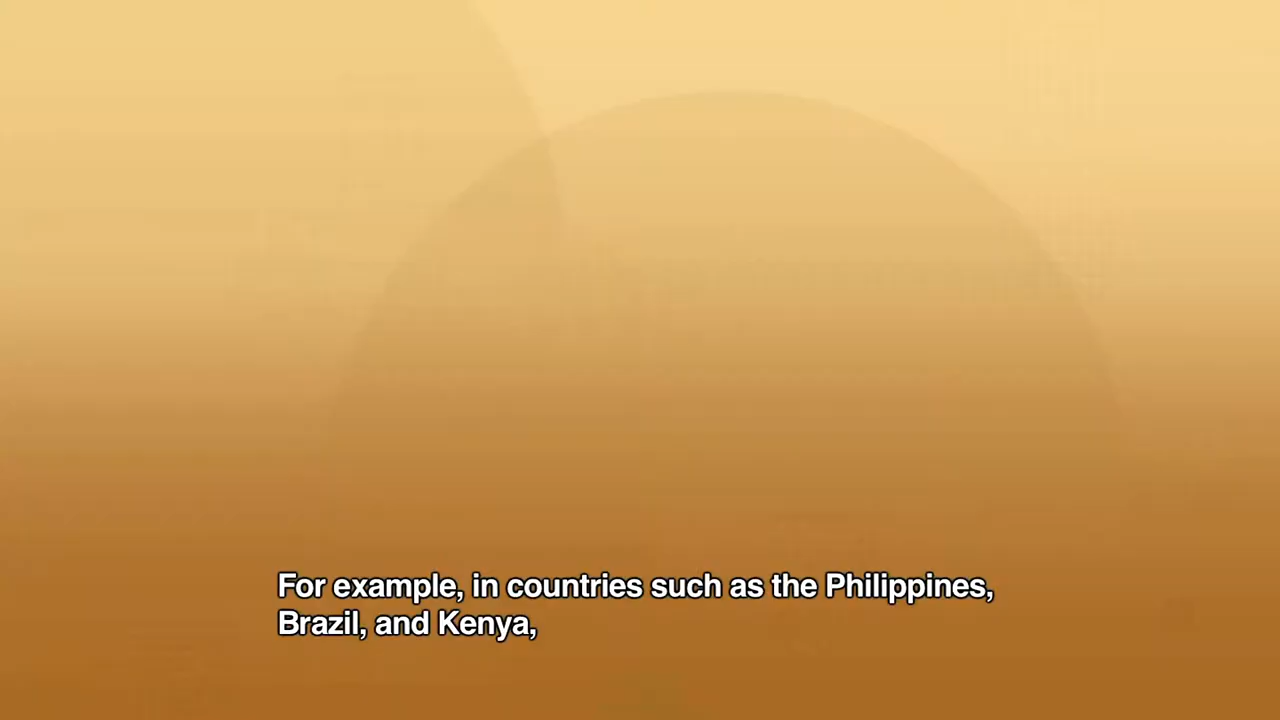 For example, in countries such as the Philippines,
Brazil, and Kenya,